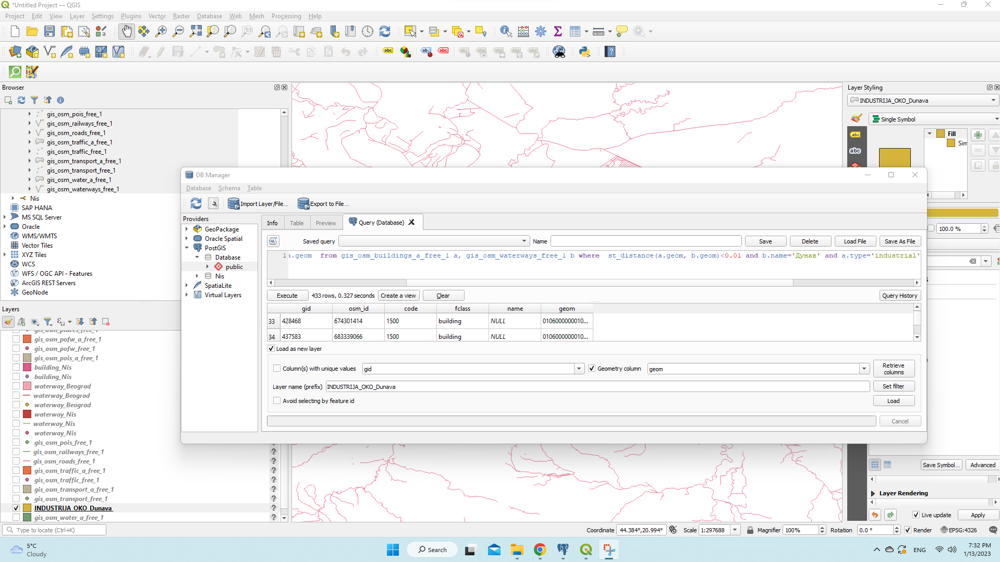 *Untitled Project — QGIS
Project Edit View Layer Settings Plugins Vector Raster Database Web Mesh Processing Help
Browser
gis_osm_pois_free_1
gis_osm_railways_free_1
gis_osm_roads_free_1
gis_osm_traffic_a_free_1
gis_osm_traffic_free_1
gis_osm_transport_a_free_1
gis_osm_transport_free_1
gis_osm_water_a_free_1
gis_osm_waterways_free_1
Nis
SAP HANA
MS SQL Server
Oracle
WMS/WMTS
Vector Tiles
XYZ Tiles
WCS
WFS / OGC API - Features
ArcGIS REST Servers
GeoNode
Layers
gis_osm_places_free_1
gis_osm_pofw_a_free_1
gis_osm_pofw_free_1
gis_osm_pois_a_free_1
building_Nis
building_Nis
waterway_Beograd
waterway_Beograd
waterway_Beograd
waterway_Nis
waterway_Nis
waterway_Nis
gis_osm_pois_free_1
gis_osm_railways_free_1
gis_osm_roads_free_1
gis_osm_traffic_a_free_1
gis_osm_traffic_free_1
gis_osm_transport_a_free_1
gis_osm_transport_free_1
INDUSTRIJA_OKO_Dunava
gis_osm_water_a_free_1
DB Manager
Database Schema Table
Import Layer/File... Export to File...
Providers
GeoPackage
Oracle Spatial
PostGIS
Database
public
Nis
SpatiaLite
Virtual Layers
Info Table Preview Query (Database)
Saved query Name Save Delete Load File Save As File
1 a.geom from gis_osm_buildings_a_free_1 a, gis_osm_waterways_free_1 b where st_distance(a.geom, b.geom)<0.01 and b.name='Дунав' and a.type='industrial'
Execute 433 rows, 0.327 seconds Create a view Clear Query History
gid osm_id code fclass name geom
33 428468 674301414 1500 building NULL 0106000000010...
34 437583 683339066 1500 building NULL 0106000000010...
Load as new layer
Column(s) with unique values gid Geometry column geom Retrieve columns
Layer name (prefix) INDUSTRIJA_OKO_Dunava Set filter
Avoid selecting by feature id Load
Cancel
Layer Styling
INDUSTRIJA_OKO_Dunava
Single Symbol
Fill
Sim
100.0 %
Save Symbol... Advanced
Layer Rendering
Live update Apply
Type to locate (Ctrl+K) Coordinate 44.384°,20.994° Scale 1:297688 Magnifier 100% Rotation 0.0 ° Render EPSG:4326
5°C
Cloudy
Search
ENG
7:32 PM
1/13/2023